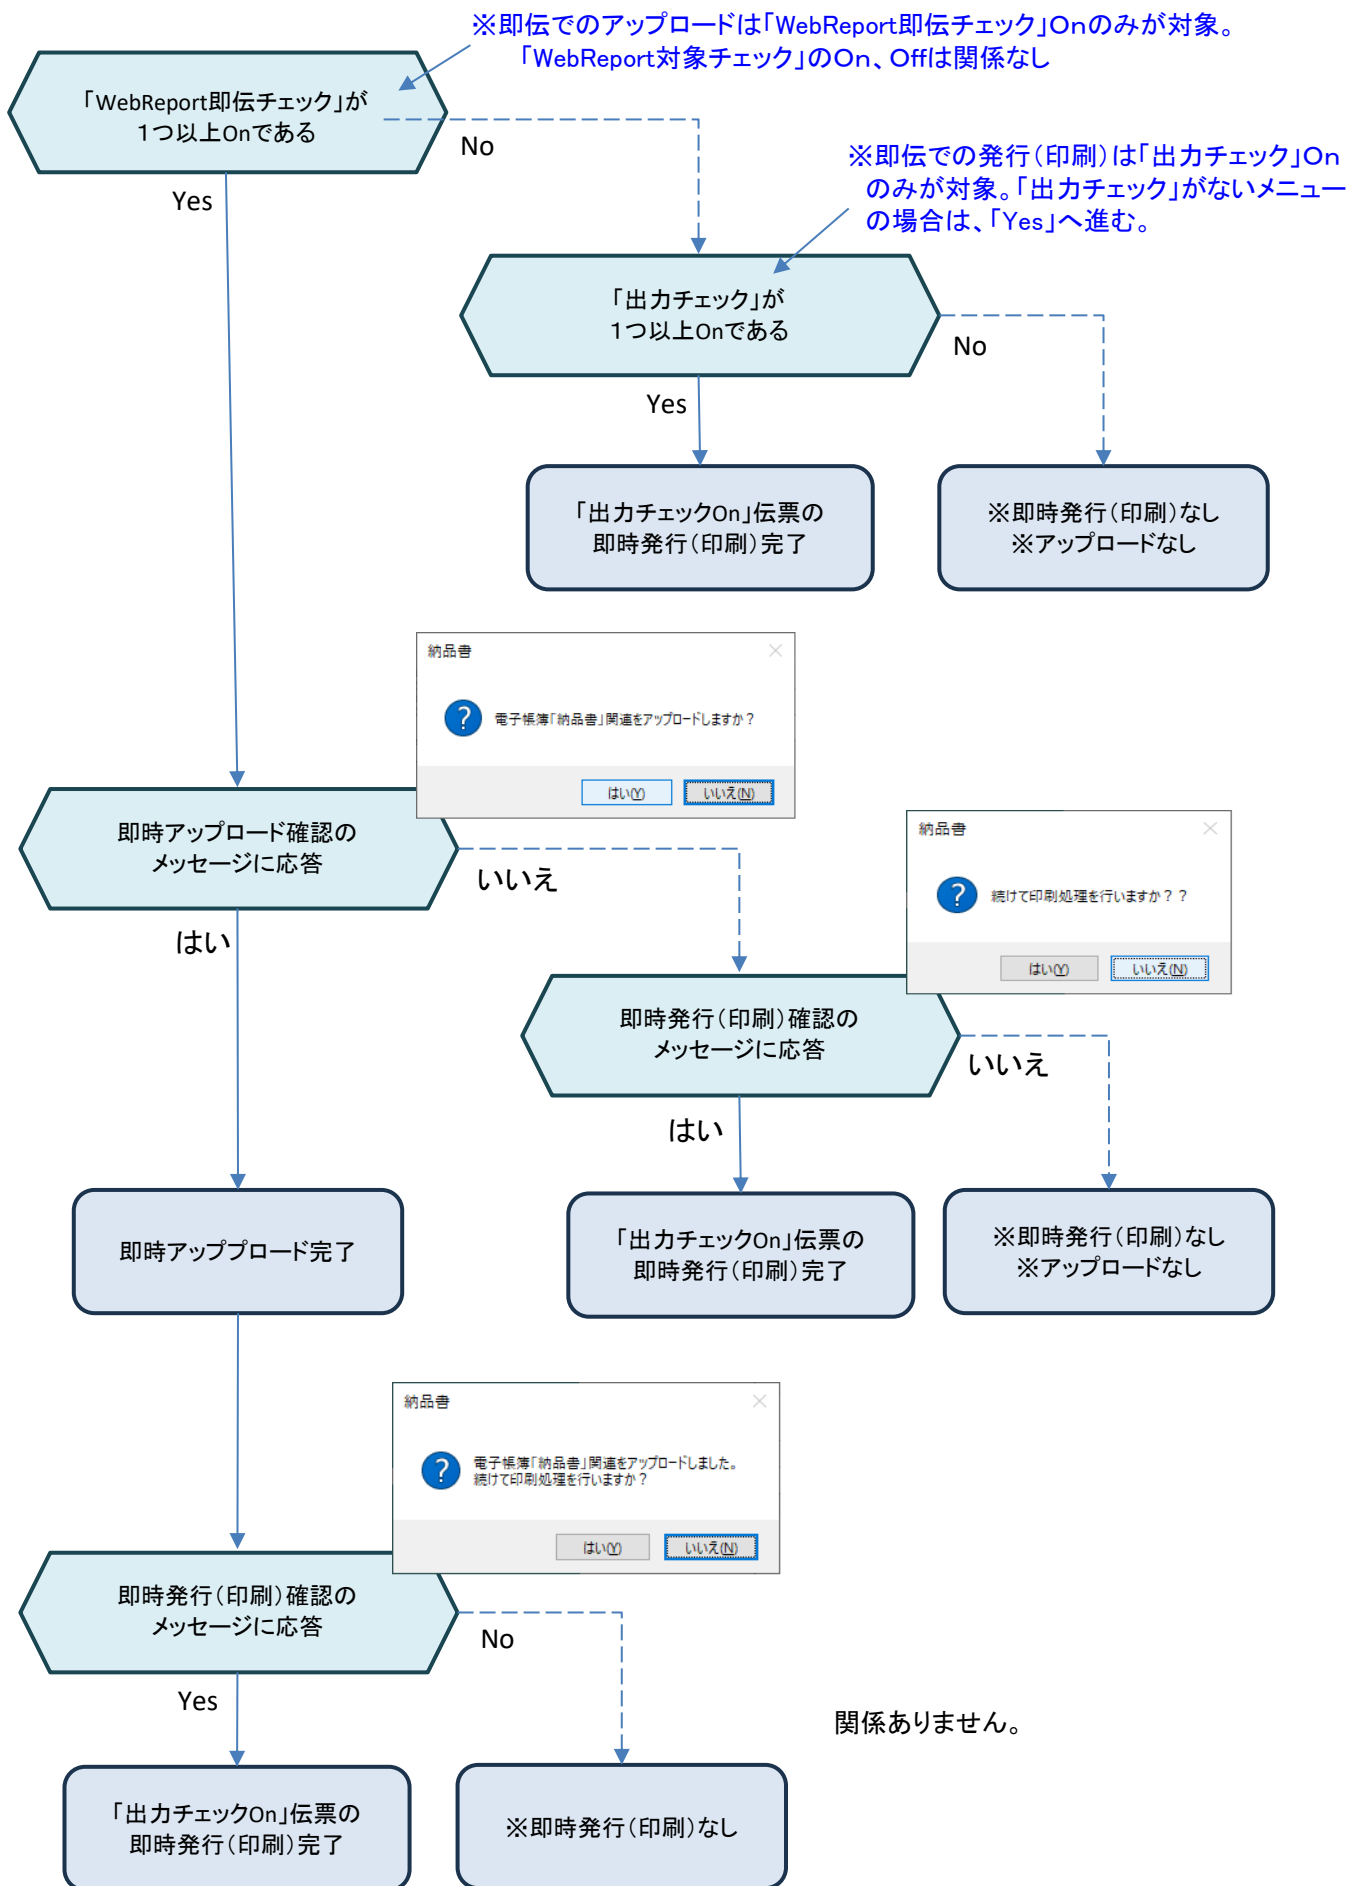 ※即伝でのアップロードは「WebReport即伝チェック」Onのみが対象。
「WebReport対象チェック」のOn、Offは関係なし
「WebReport即伝チェック」が
1つ以上Onである
No
Yes
※即伝での発行(印刷)は「出力チェック」On
のみが対象。「出力チェック」がないメニュー
の場合は、「Yes」へ進む。
「出力チェック」が
1つ以上Onである
No
Yes
「出力チェックOn」伝票の
即時発行(印刷)完了
※即時発行(印刷)なし
※アップロードなし
納品書
電子帳簿「納品書」関連をアップロードしますか？
はい(Y)
いいえ(N)
即時アップロード確認の
メッセージに応答
いいえ
はい
納品書
続けて印刷処理を行いますか？？
はい(Y)
いいえ(N)
即時発行(印刷)確認の
メッセージに応答
いいえ
はい
即時アッププロード完了
「出力チェックOn」伝票の
即時発行(印刷)完了
※即時発行(印刷)なし
※アップロードなし
納品書
電子帳簿「納品書」関連をアップロードしました。
続けて印刷処理を行いますか？
はい(Y)
いいえ(N)
即時発行(印刷)確認の
メッセージに応答
No
Yes
関係ありません。
「出力チェックOn」伝票の
即時発行(印刷)完了
※即時発行(印刷)なし